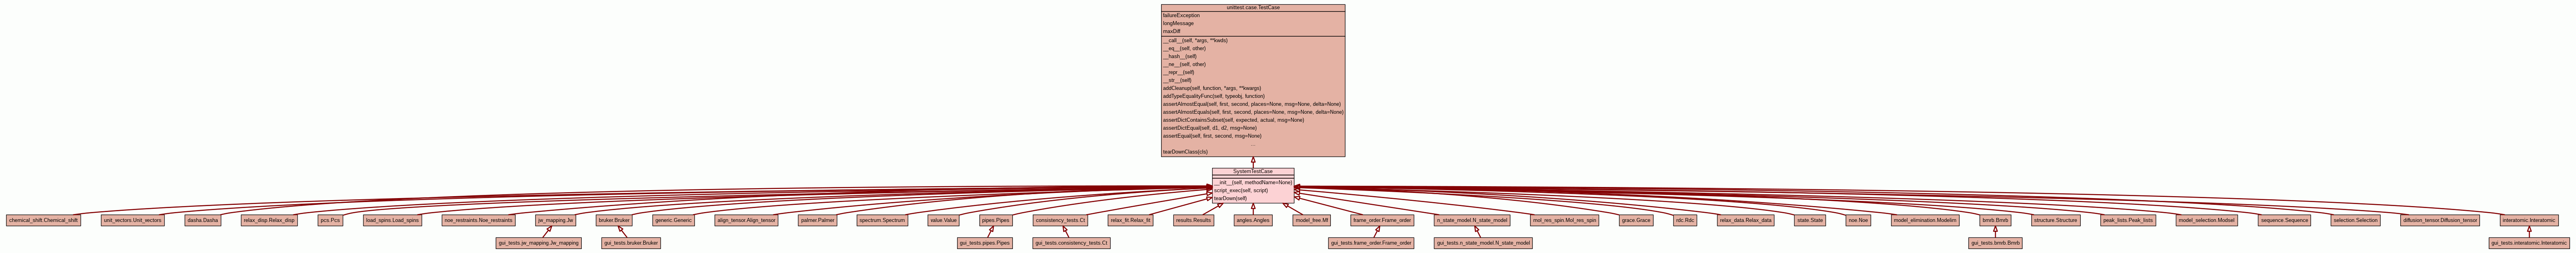 unittest.case.TestCase
failureException
longMessage
maxDiff
__call__(self, *args, **kwds)
__eq__(self, other)
__hash__(self)
__ne__(self, other)
__repr__(self)
__str__(self)
addCleanup(self, function, *args, **kwargs)
addTypeEqualityFunc(self, typeobj, function)
assertAlmostEqual(self, first, second, places=None, msg=None, delta=None)
assertAlmostEquals(self, first, second, places=None, msg=None, delta=None)
assertDictContainsSubset(self, expected, actual, msg=None)
assertDictEqual(self, d1, d2, msg=None)
assertEqual(self, first, second, msg=None)
...
tearDownClass(cls)
SystemTestCase
__init__(self, methodName=None)
script_exec(self, script)
tearDown(self)
chemical_shift.Chemical_shift
unit_vectors.Unit_vectors
dasha.Dasha
relax_disp.Relax_disp
pcs.Pcs
load_spins.Load_spins
noe_restraints.Noe_restraints
jw_mapping.Jw
bruker.Bruker
generic.Generic
align_tensor.Align_tensor
palmer.Palmer
spectrum.Spectrum
value.Value
pipes.Pipes
consistency_tests.Ct
relax_fit.Relax_fit
results.Results
angles.Angles
model_free.Mf
frame_order.Frame_order
n_state_model.N_state_model
mol_res_spin.Mol_res_spin
grace.Grace
rdc.Rdc
relax_data.Relax_data
state.State
noe.Noe
model_elimination.Modelim
bmrb.Bmrb
structure.Structure
peak_lists.Peak_lists
model_selection.Modsel
sequence.Sequence
selection.Selection
diffusion_tensor.Diffusion_tensor
interatomic.Interatomic
gui_tests.jw_mapping.Jw_mapping
gui_tests.bruker.Bruker
gui_tests.pipes.Pipes
gui_tests.consistency_tests.Ct
gui_tests.frame_order.Frame_order
gui_tests.n_state_model.N_state_model
gui_tests.bmrb.Bmrb
gui_tests.interatomic.Interatomic